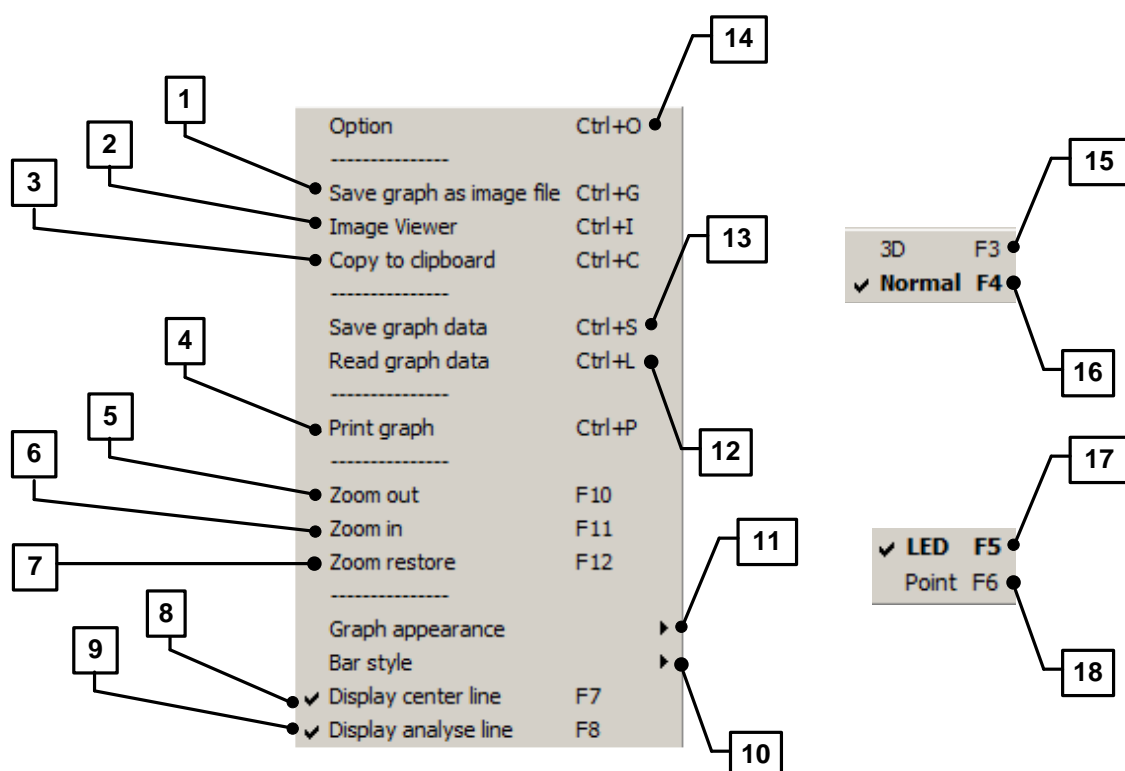 14
1
Option Ctrl+O
2
---------------
15
3
Save graph as image file Ctrl+G
Image Viewer Ctrl+I
13
Copy to clipboard Ctrl+C
3D F3
Normal F4
---------------
Save graph data Ctrl+S
4
Read graph data Ctrl+L
16
---------------
5
Print graph Ctrl+P
12
6
---------------
17
Zoom out F10
Zoom in F11
11
7
Zoom restore F12
LED F5
Point F6
---------------
8
Graph appearance
9
Bar style
18
Display center line F7
Display analyse line F8
10